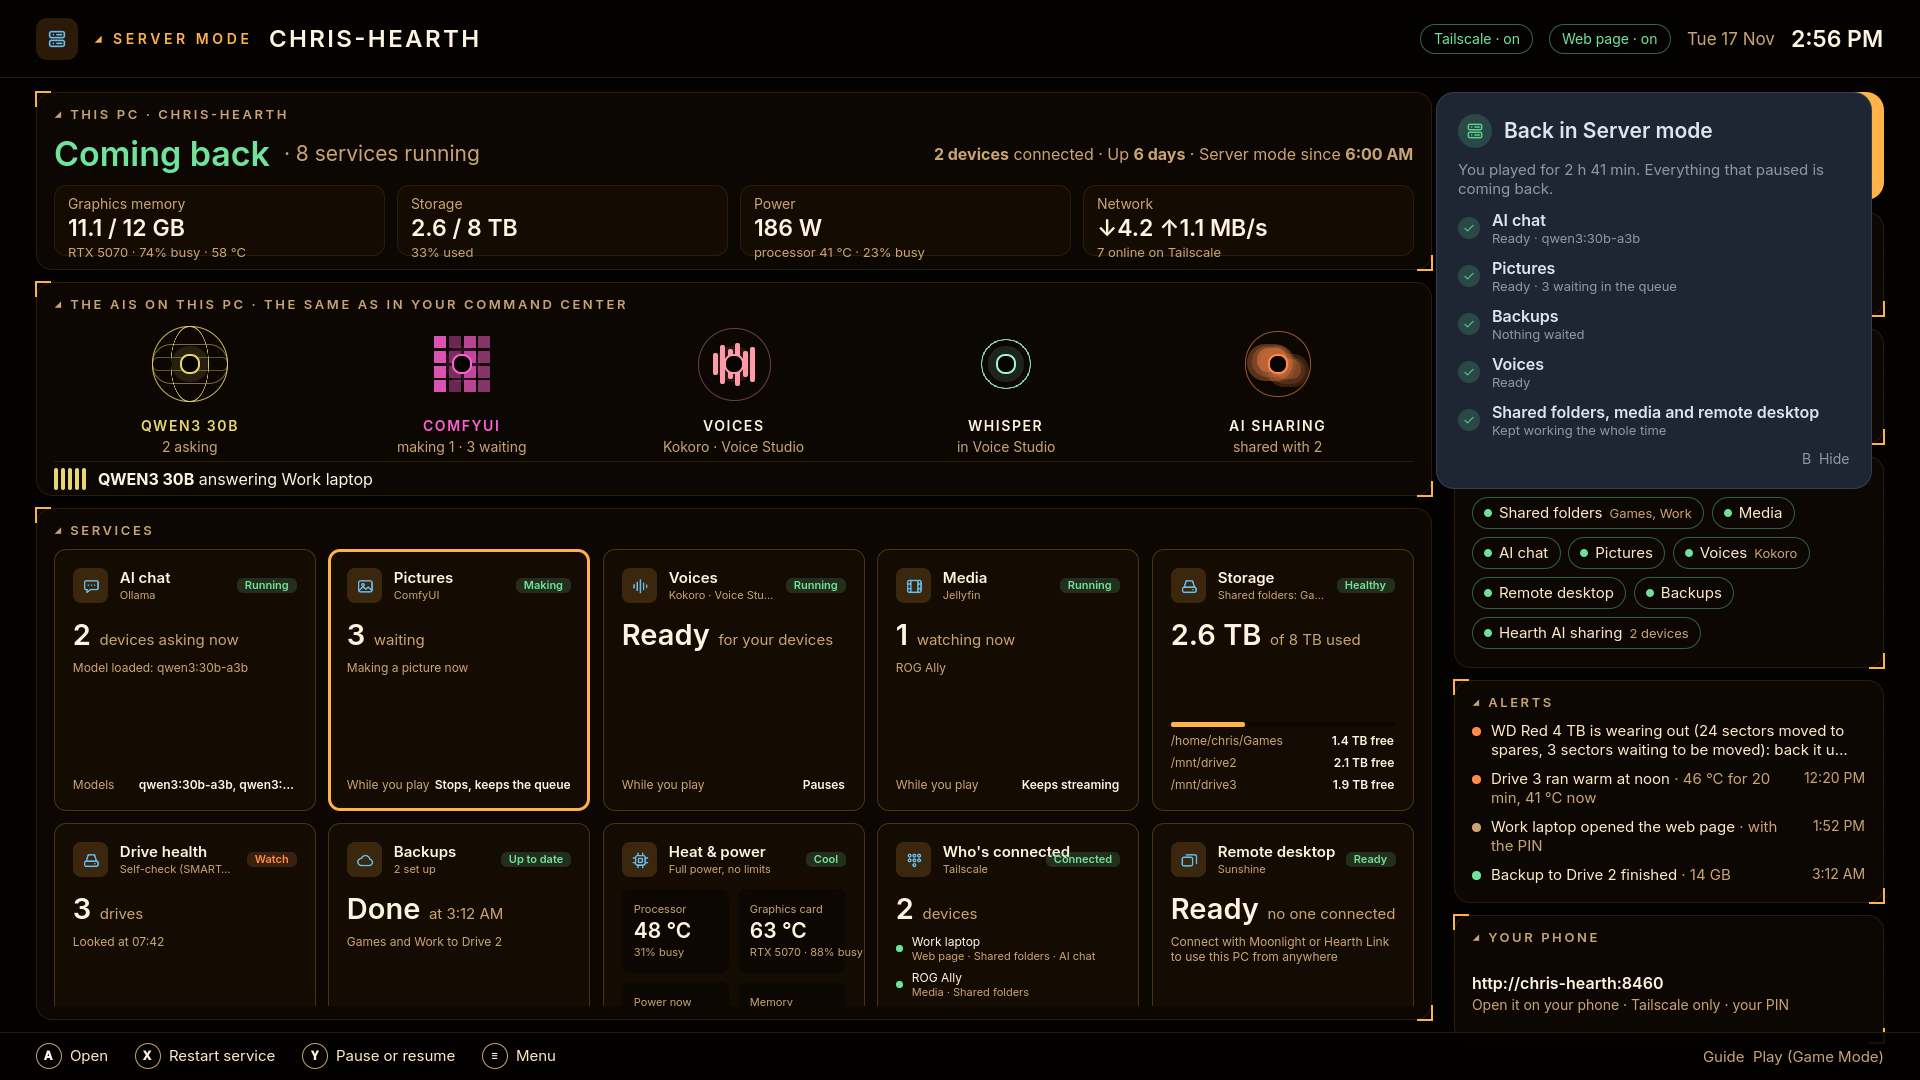 SERVER MODE CHRIS-HEARTH
Tailscale · on
Web page · on
Tue 17 Nov 2:56 PM
THIS PC · CHRIS-HEARTH
Coming back · 8 services running
2 devices connected · Up 6 days · Server mode since 6:00 AM
Graphics memory
11.1 / 12 GB
RTX 5070 · 74% busy · 58 °C
Storage
2.6 / 8 TB
33% used
Power
186 W
processor 41 °C · 23% busy
Network
↓4.2 ↑1.1 MB/s
7 online on Tailscale
THE AIS ON THIS PC · THE SAME AS IN YOUR COMMAND CENTER
QWEN3 30B
2 asking
COMFYUI
making 1 · 3 waiting
VOICES
Kokoro · Voice Studio
WHISPER
in Voice Studio
AI SHARING
shared with 2
QWEN3 30B answering Work laptop
SERVICES
AI chat
Ollama
Running
2 devices asking now
Model loaded: qwen3:30b-a3b
Models qwen3:30b-a3b, qwen3:...
Pictures
ComfyUI
Making
3 waiting
Making a picture now
While you play Stops, keeps the queue
Voices
Kokoro · Voice Stu...
Running
Ready for your devices
While you play Pauses
Media
Jellyfin
Running
1 watching now
ROG Ally
While you play Keeps streaming
Storage
Shared folders: Ga...
Healthy
2.6 TB of 8 TB used
/home/chris/Games 1.4 TB free
/mnt/drive2 2.1 TB free
/mnt/drive3 1.9 TB free
Drive health
Self-check (SMART...
Watch
3 drives
Looked at 07:42
Backups
2 set up
Up to date
Done at 3:12 AM
Games and Work to Drive 2
Heat & power
Full power, no limits
Cool
Processor
48 °C
31% busy
Graphics card
63 °C
RTX 5070 · 88% busy
Power now
Memory
Who's connected
Tailscale
Connected
2 devices
Work laptop
Web page · Shared folders · AI chat
ROG Ally
Media · Shared folders
Remote desktop
Sunshine
Ready
Ready no one connected
Connect with Moonlight or Hearth Link
to use this PC from anywhere
Back in Server mode
You played for 2 h 41 min. Everything that paused is
coming back.
AI chat
Ready · qwen3:30b-a3b
Pictures
Ready · 3 waiting in the queue
Backups
Nothing waited
Voices
Ready
Shared folders, media and remote desktop
Kept working the whole time
B Hide
Shared folders Games, Work
Media
AI chat
Pictures
Voices Kokoro
Remote desktop
Backups
Hearth AI sharing 2 devices
ALERTS
WD Red 4 TB is wearing out (24 sectors moved to
spares, 3 sectors waiting to be moved): back it u...
Drive 3 ran warm at noon · 46 °C for 20 12:20 PM
min, 41 °C now
Work laptop opened the web page · with 1:52 PM
the PIN
Backup to Drive 2 finished · 14 GB 3:12 AM
YOUR PHONE
http://chris-hearth:8460
Open it on your phone · Tailscale only · your PIN
A Open
X Restart service
Y Pause or resume
≡ Menu
Guide Play (Game Mode)